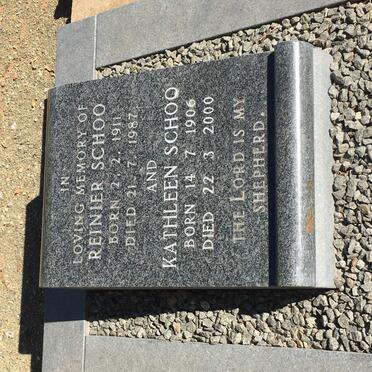 IN
LOVING MEMORY OF
REINIER SCHOO
BORN 2. 2. 1911.
DIED 21. 7. 1987.
AND
KATHLEEN SCHOO
BORN 14 7 1906
DIED 22 3 2000
THE LORD IS MY
SHEPHERD.